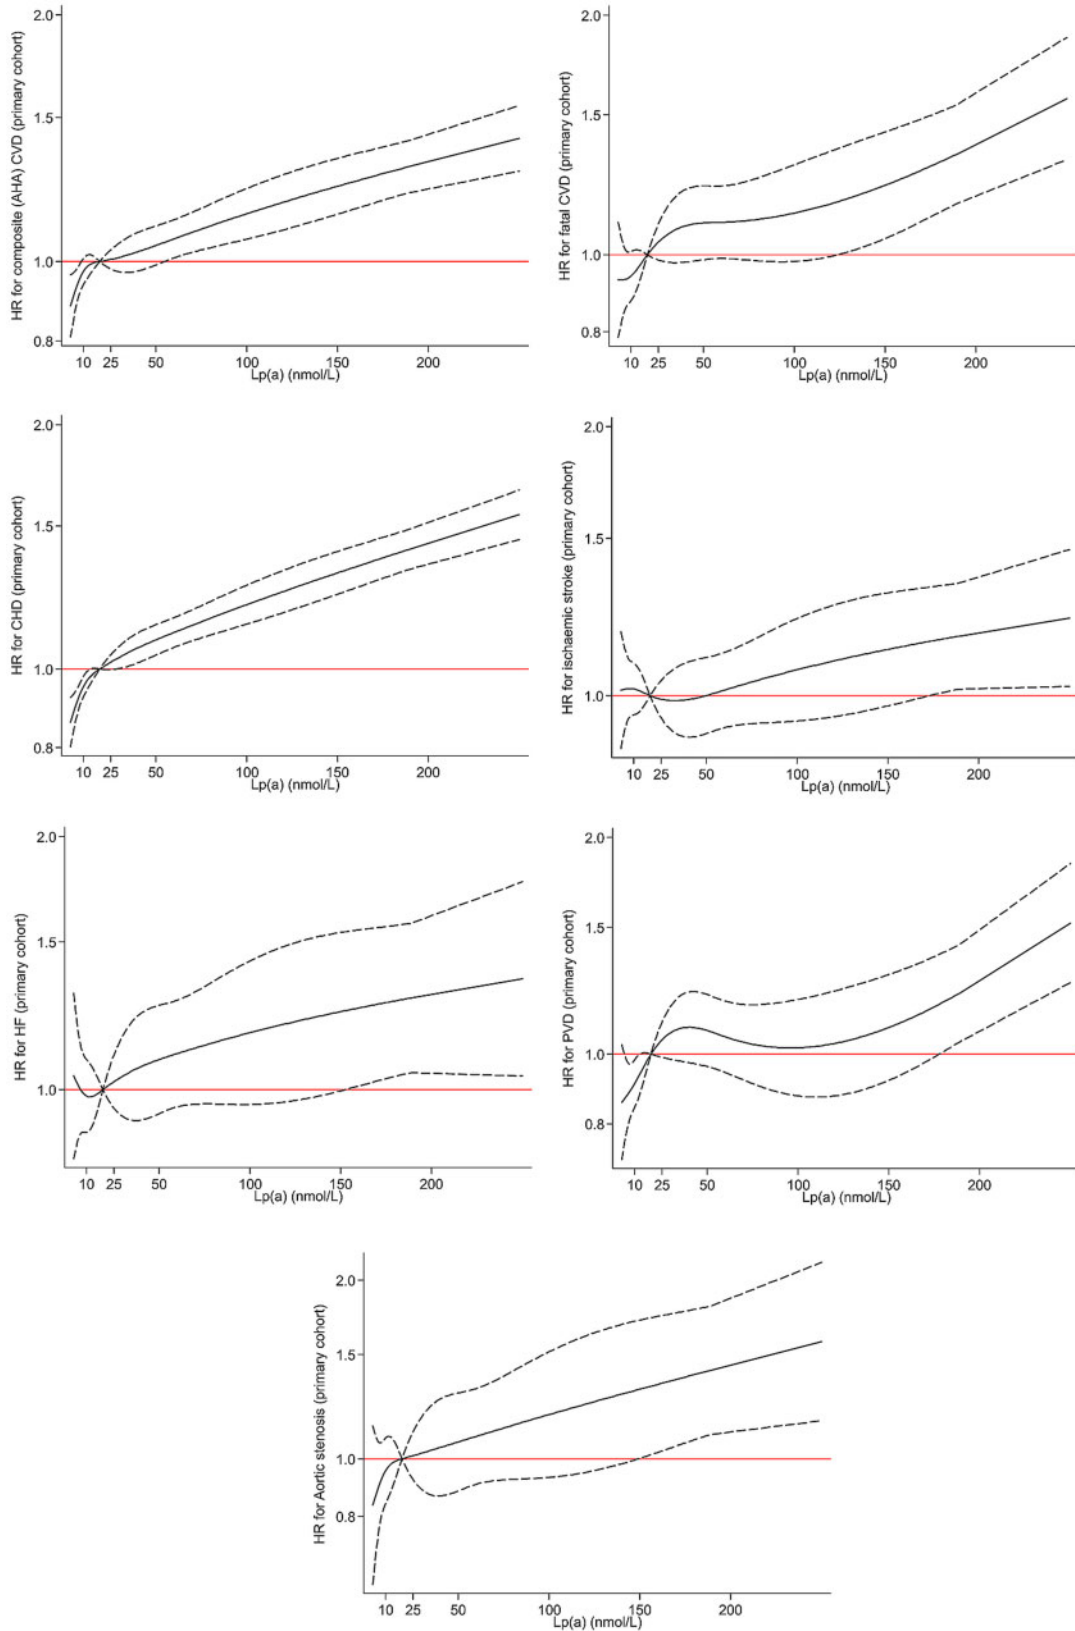 HR for composite (AHA) CVD (primary cohort)
2.0
1.5
1.0
0.8
10 25 50 100 150 200
Lp(a) (nmol/L)
HR for fatal CVD (primary cohort)
2.0
1.5
1.0
0.8
10 25 50 100 150 200
Lp(a) (nmol/L)
HR for CHD (primary cohort)
2.0
1.5
1.0
0.8
10 25 50 100 150 200
Lp(a) (nmol/L)
HR for ischaemic stroke (primary cohort)
2.0
1.5
1.0
10 25 50 100 150 200
Lp(a) (nmol/L)
HR for HF (primary cohort)
2.0
1.5
1.0
10 25 50 100 150 200
Lp(a) (nmol/L)
HR for PVD (primary cohort)
2.0
1.5
1.0
0.8
10 25 50 100 150 200
Lp(a) (nmol/L)
HR for Aortic stenosis (primary cohort)
2.0
1.5
1.0
0.8
10 25 50 100 150 200
Lp(a) (nmol/L)